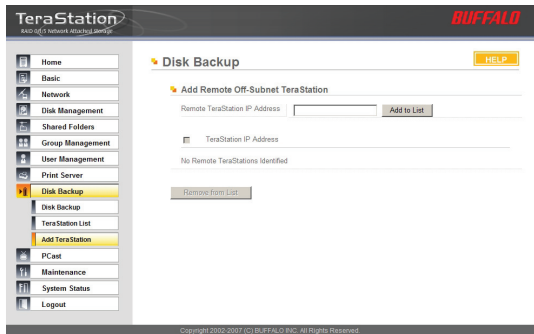 TeraStation
BUFFALO
RAID 0/1/5 Network Attached Storage
Home
Basic
Network
Disk Management
Shared Folders
Group Management
User Management
Print Server
Disk Backup
Disk Backup
TeraStation List
Add TeraStation
PCast
Maintenance
System Status
Logout
Disk Backup
HELP
Add Remote Off-Subnet TeraStation
Remote TeraStation IP Address
Add to List
TeraStation IP Address
No Remote TeraStations Identified
Remove from List
Copyright 2002-2007 (C) BUFFALO INC. All Rights Reserved.